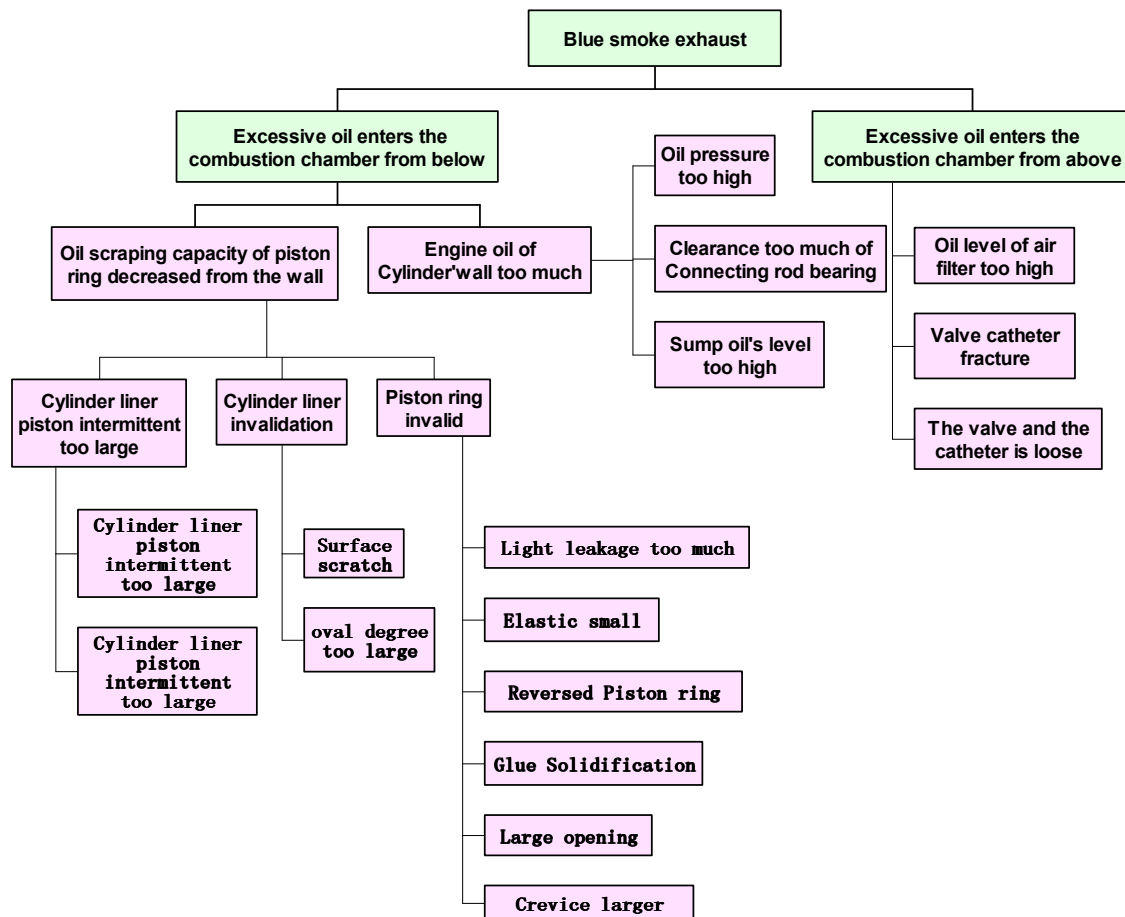 Blue smoke exhaust
Excessive oil enters the
combustion chamber from below
Excessive oil enters the
combustion chamber from above
Oil scraping capacity of piston
ring decreased from the wall
Engine oil of
Cylinder'wall too much
Oil pressure
too high
Clearance too much of
Connecting rod bearing
Sump oil's level
too high
Oil level of air
filter too high
Valve catheter
fracture
The valve and the
catheter is loose
Cylinder liner
piston intermittent
too large
Cylinder liner
invalidation
Piston ring
invalid
Cylinder liner
piston
intermittent
too large
Cylinder liner
piston
intermittent
too large
Surface
scratch
oval degree
too large
Light leakage too much
Elastic small
Reversed Piston ring
Glue Solidification
Large opening
Crevice larger